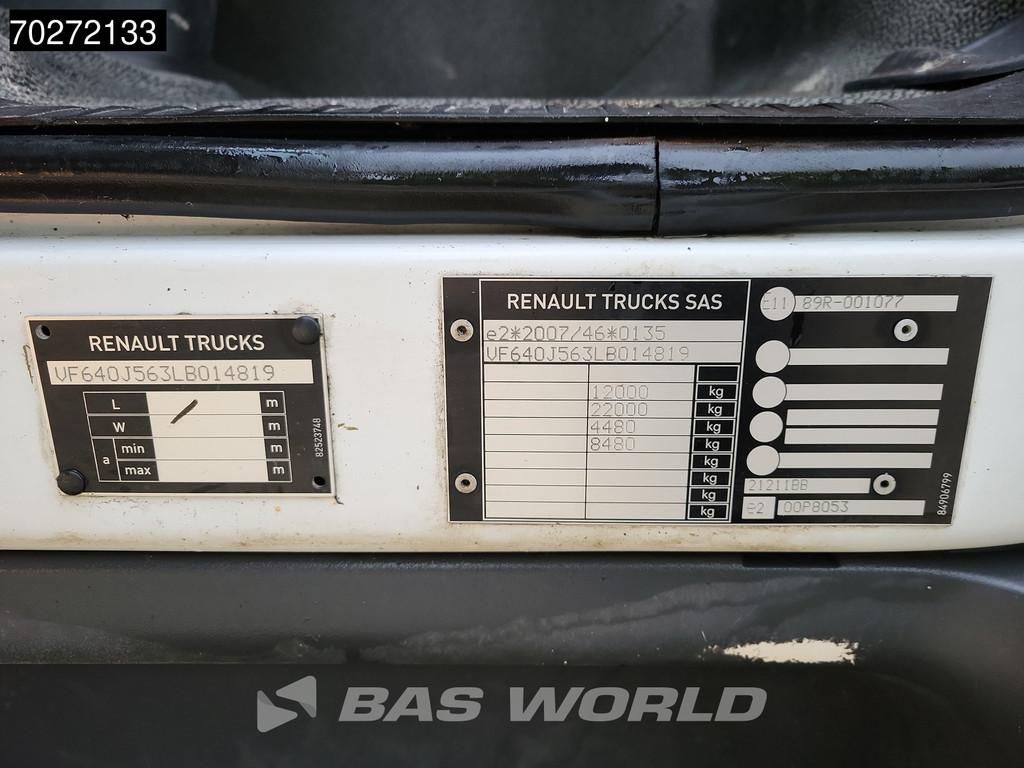 70272133
RENAULT TRUCKS
VF640J563LB014819
L m
W m
a min m
max m
82523748
RENAULT TRUCKS SAS
e2*2007/46*0135
VF640J563LB014819
12000 kg
22000 kg
4480 kg
8480 kg
kg
kg
kg
kg
E11 89R-001077
21211BB
e2 00P8053
84906799
BAS WORLD